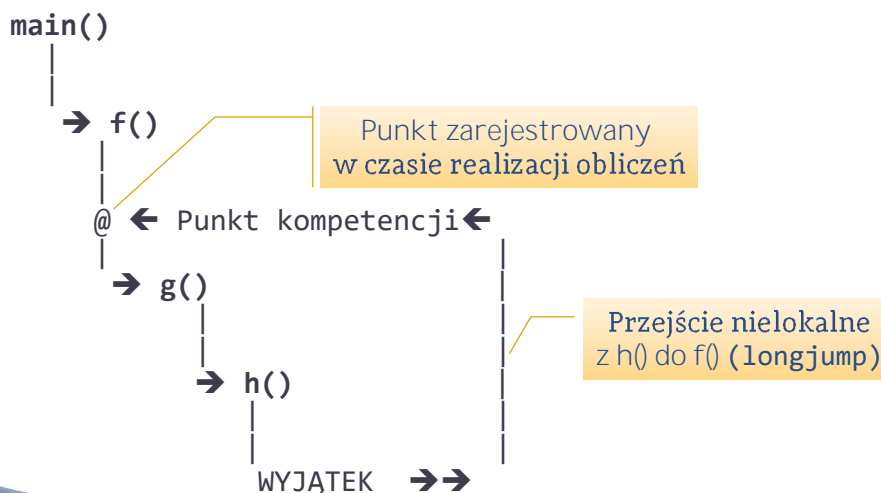 main()
|
|
➔ f()
|
|
Punkt zarejestrowany
w czasie realizacji obliczeń
@ 🡰 Punkt kompetencji🡰
| |
➔ g() |
| |
| |
Przejście nielokalne
z h() do f() (longjump)
➔ h() |
| |
| |
WYJĄTEK ➔➔